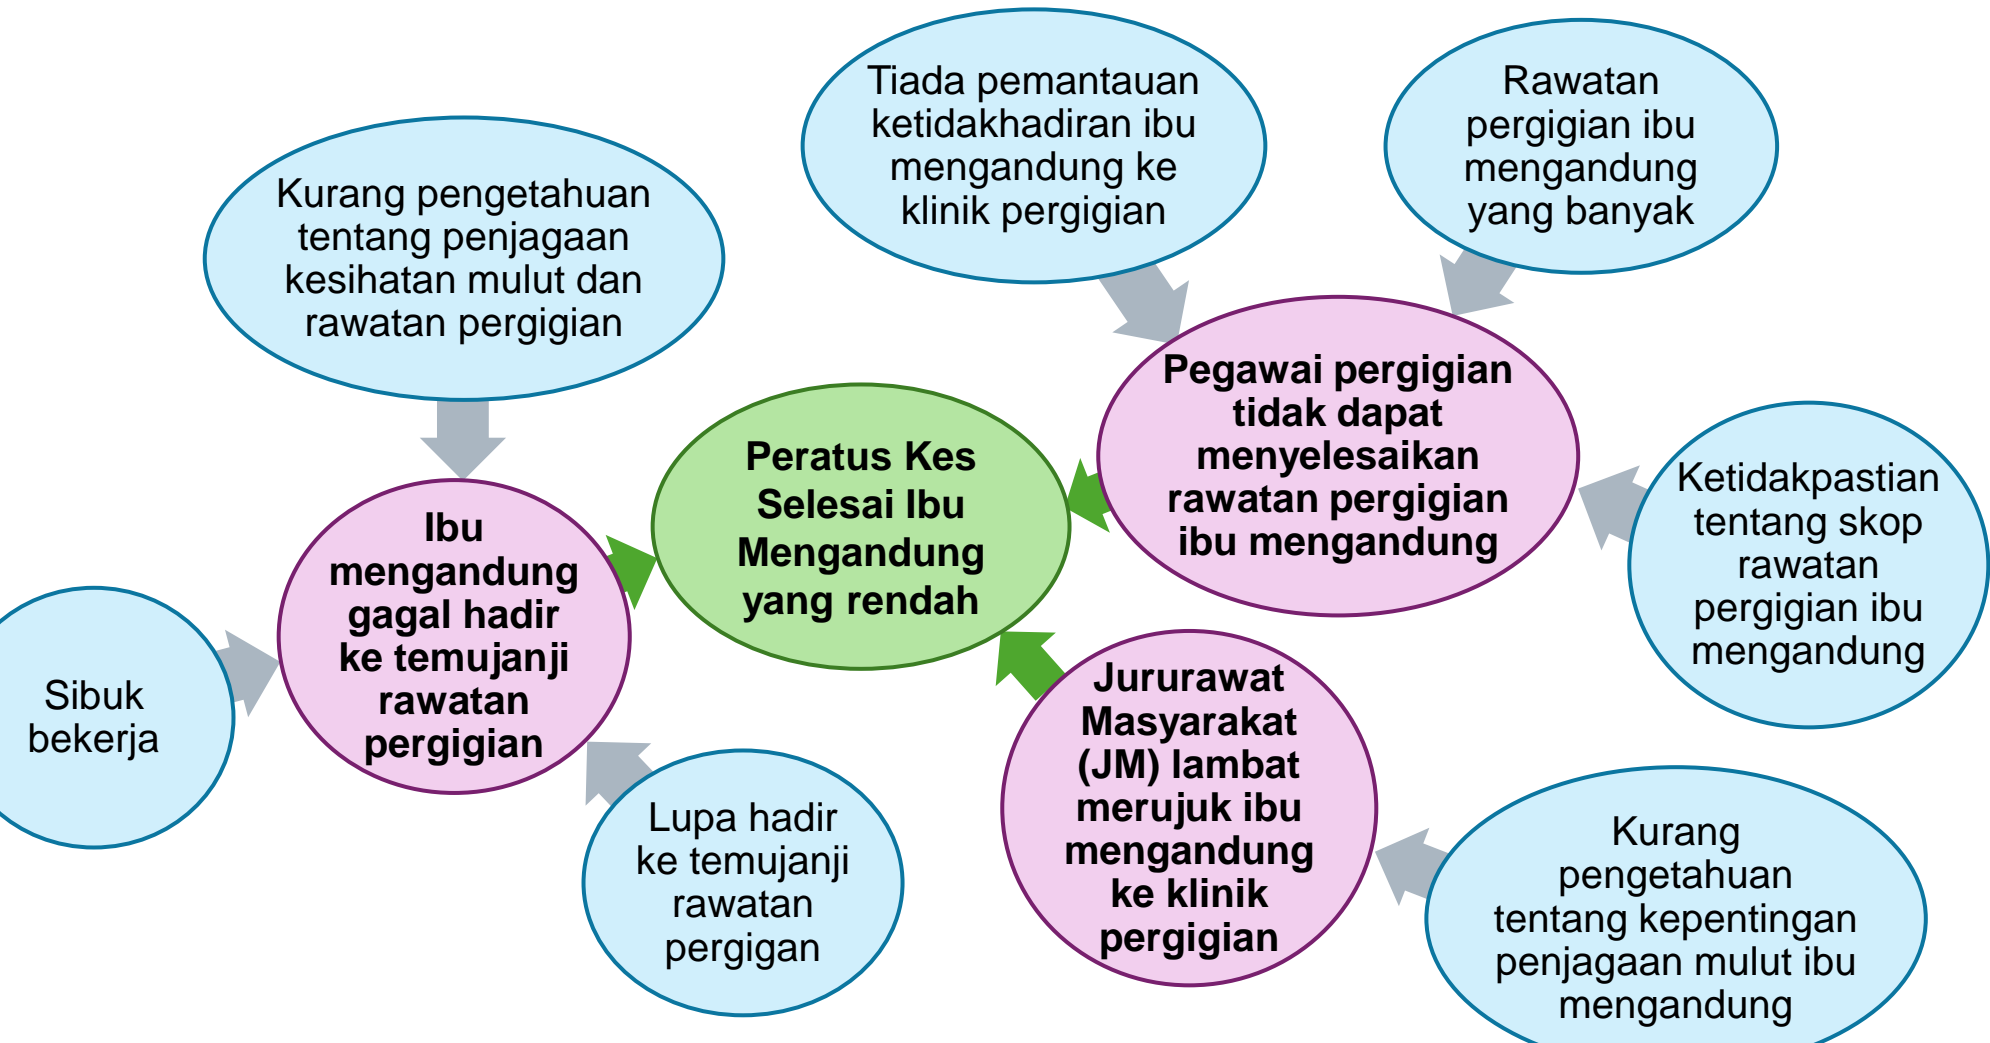 Tiada pemantauan
ketidakhadiran ibu
mengandung ke
klinik pergigian
Rawatan
pergigian ibu
mengandung
yang banyak
Kurang pengetahuan
tentang penjagaan
kesihatan mulut dan
rawatan pergigian
Pegawai pergigian
tidak dapat
menyelesaikan
rawatan pergigian
ibu mengandung
Peratus Kes
Selesai Ibu
Mengandung
yang rendah
Ketidakpastian
tentang skop
rawatan
pergigian ibu
mengandung
Ibu
mengandung
gagal hadir
ke temujanji
rawatan
pergigian
Sibuk
bekerja
Jururawat
Masyarakat
(JM) lambat
merujuk ibu
mengandung
ke klinik
pergigian
Lupa hadir
ke temujanji
rawatan
pergigan
Kurang
pengetahuan
tentang kepentingan
penjagaan mulut ibu
mengandung